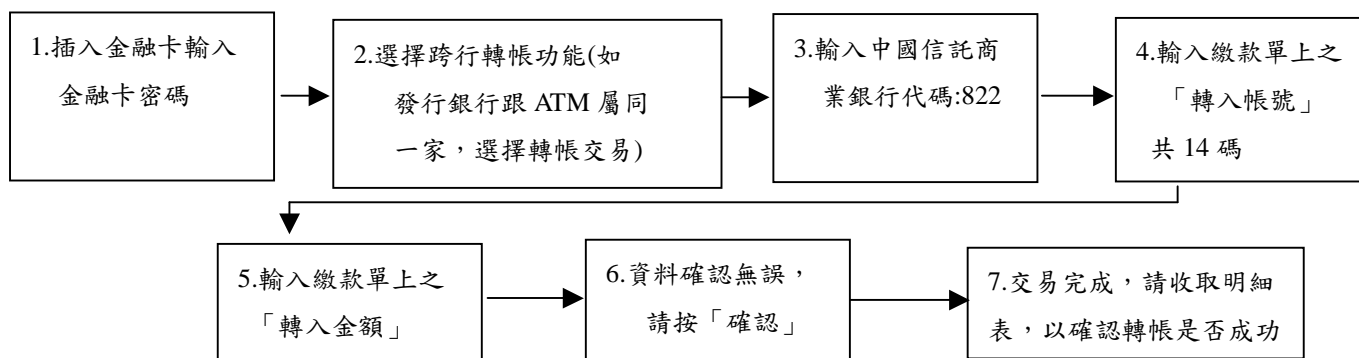 1.插入金融卡輸入
金融卡密碼
2.選擇跨行轉帳功能(如
發行銀行跟 ATM 屬同
一家，選擇轉帳交易)
3.輸入中國信託商
業銀行代碼:822
4.輸入繳款單上之
「轉入帳號」
共 14 碼
5.輸入繳款單上之
「轉入金額」
6.資料確認無誤，
請按「確認」
7.交易完成，請收取明細
表，以確認轉帳是否成功